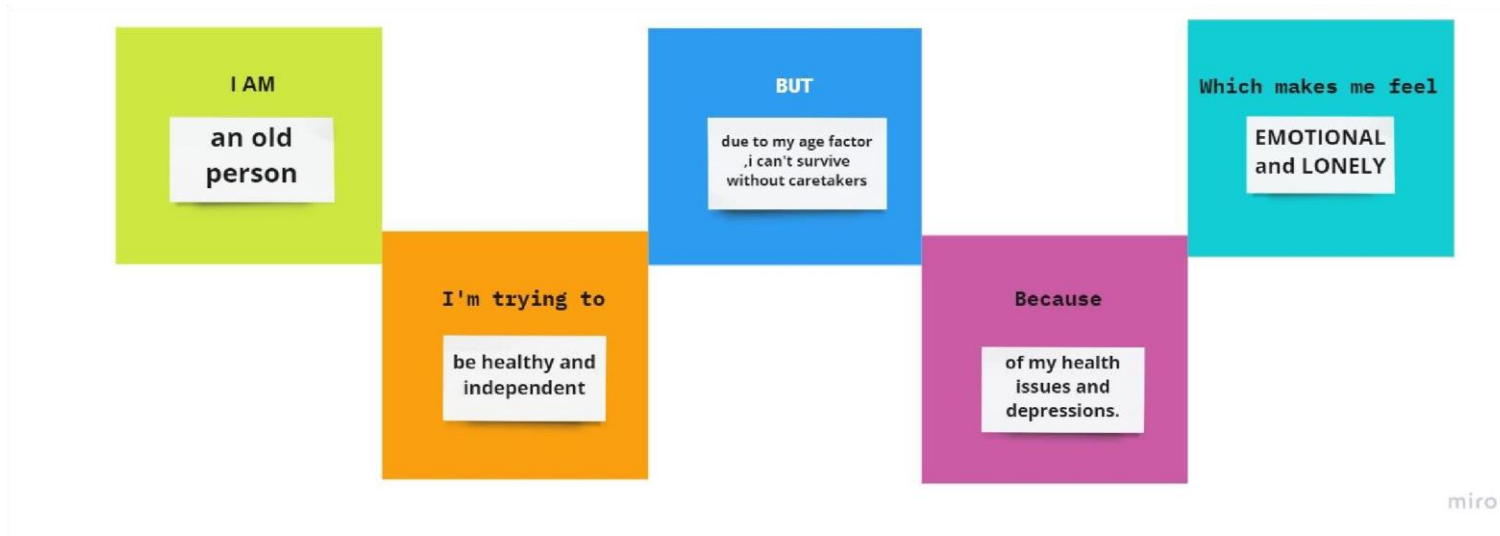 I AM
an old
person
I'm trying to
be healthy and
independent
BUT
due to my age factor
,i can't survive
without caretakers
Because
of my health
issues and
depressions.
Which makes me feel
EMOTIONAL
and LONELY
miro